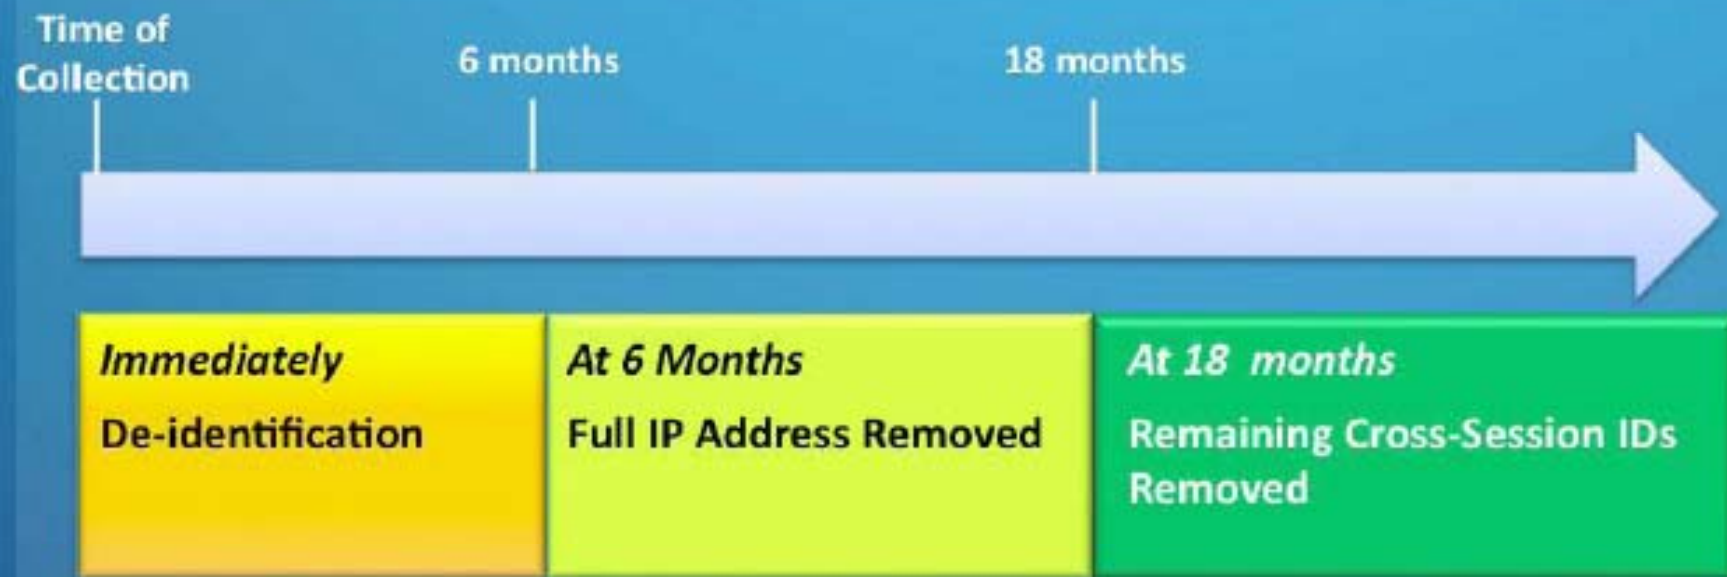 Time of
Collection
6 months
18 months
Immediately
De-identification
At 6 Months
Full IP Address Removed
At 18 months
Remaining Cross-Session IDs
Removed